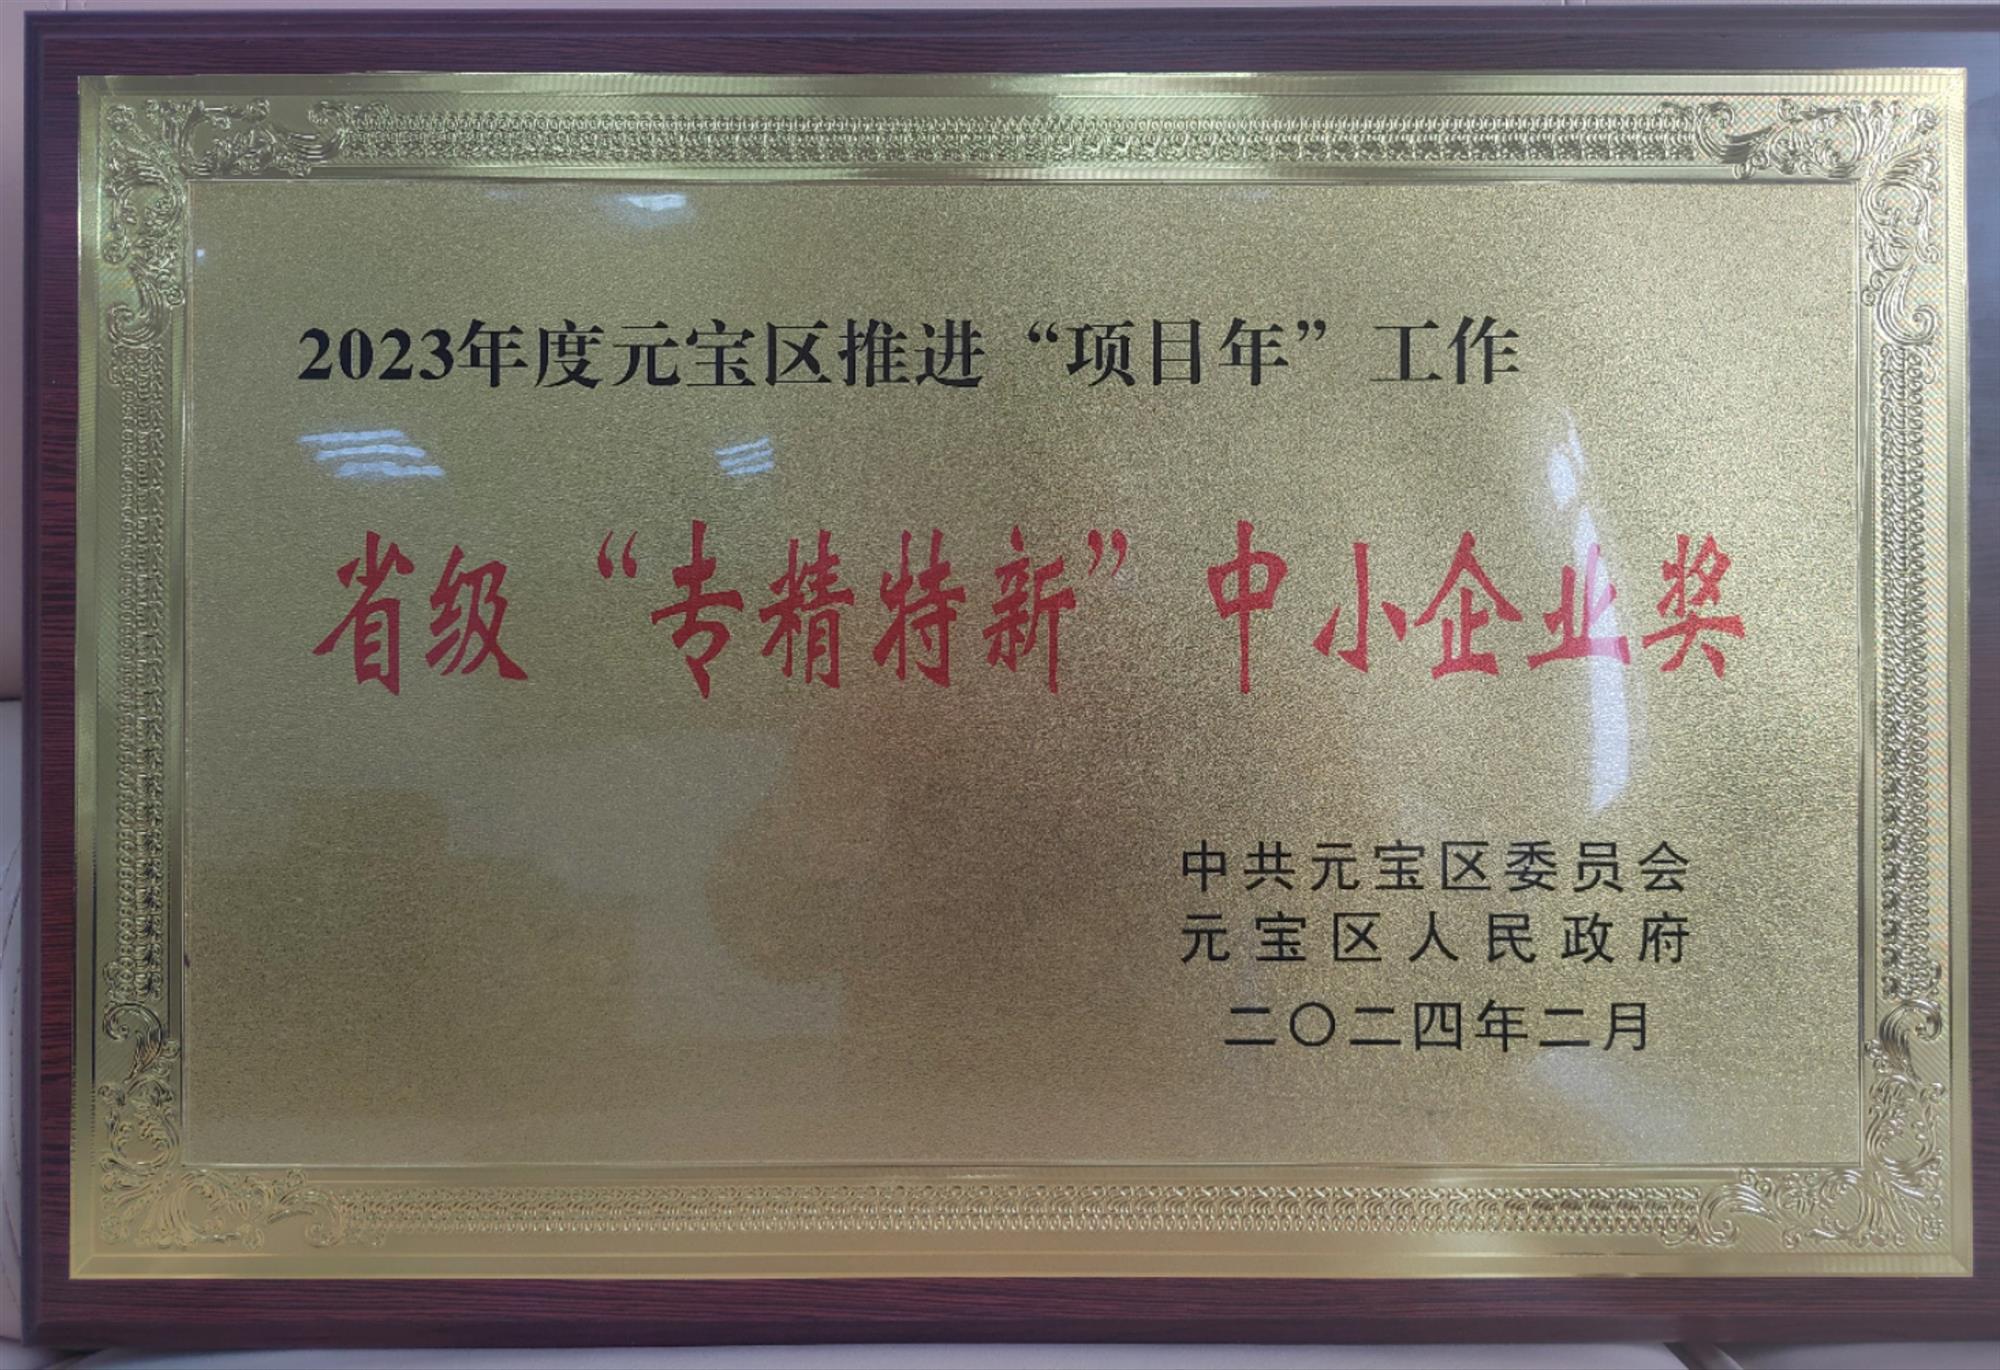 2023年度元宝区推进“项目年”工作
省级“专精特新”中小企业奖
中共元宝区委员会
元宝区人民政府
二〇二四年二月